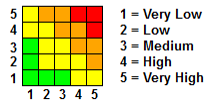 5
4
3
2
1
1 2 3 4 5
1 = Very Low
2 = Low
3 = Medium
4 = High
5 = Very High